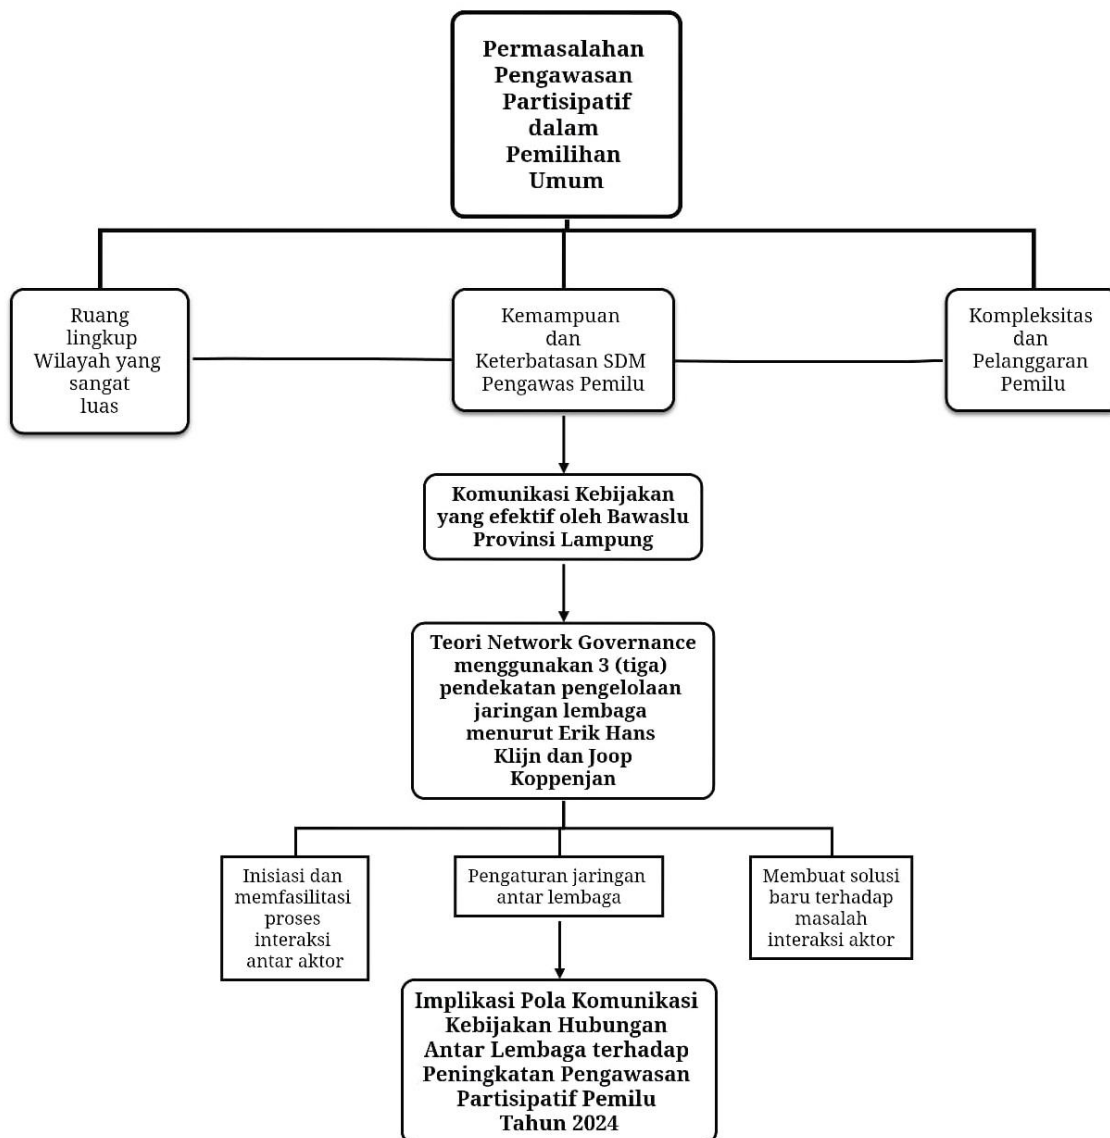 Permasalahan
Pengawasan
Partisipatif
dalam
Pemilihan
Umum
Ruang
lingkup
Wilayah yang
sangat
luas
Kemampuan
dan
Keterbatasan SDM
Pengawas Pemilu
Kompleksitas
dan
Pelanggaran
Pemilu
Komunikasi Kebijakan
yang efektif oleh Bawaslu
Provinsi Lampung
Teori Network Governance
menggunakan 3 (tiga)
pendekatan pengelolaan
jaringan lembaga
menurut Erik Hans
Klijn dan Joop
Koppenjan
Inisiasi dan
memfasilitasi
proses
interaksi
antar aktor
Pengaturan jaringan
antar lembaga
Membuat solusi
baru terhadap
masalah
interaksi aktor
Implikasi Pola Komunikasi
Kebijakan Hubungan
Antar Lembaga terhadap
Peningkatan Pengawasan
Partisipatif Pemilu
Tahun 2024